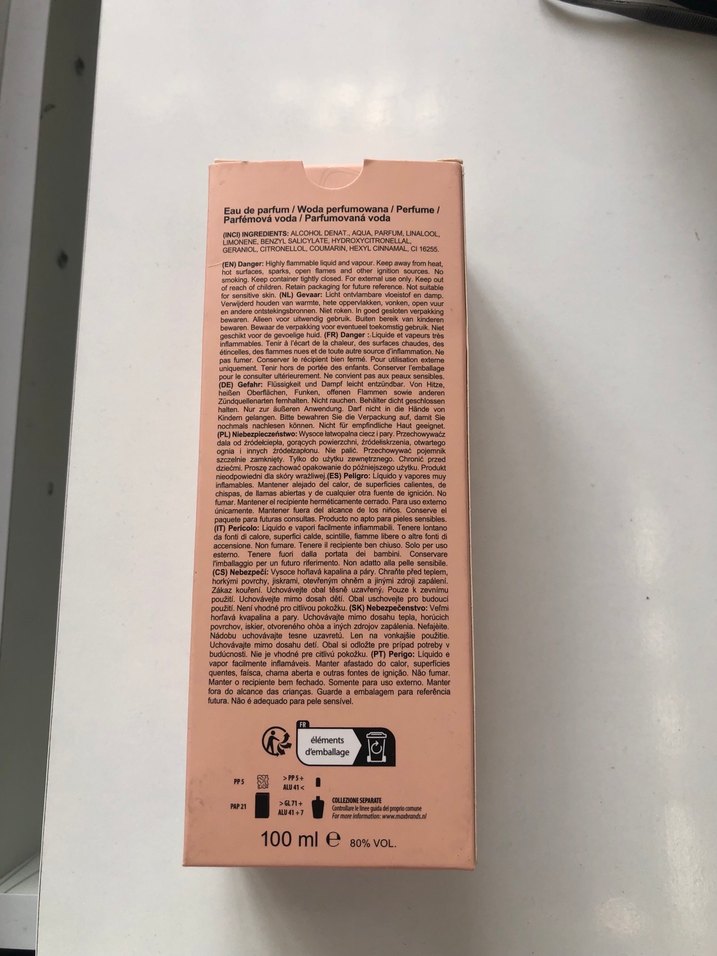 Eau de parfum / Woda perfumowana / Perfume /
Parfémová voda / Parfumovaná voda
(INCI) INGREDIENTS: ALCOHOL DENAT., AQUA, PARFUM, LINALOOL,
LIMONENE, BENZYL SALICYLATE, HYDROXYCITRONELLAL,
GERANIOL, CITRONELLOL, COUMARIN, HEXYL CINNAMAL, CI 16255.
(EN) Danger: Highly flammable liquid and vapour. Keep away from heat,
hot surfaces, sparks, open flames and other ignition sources. No
smoking. Keep container tightly closed. For external use only. Keep out
of reach of children. Retain packaging for future reference. Not suitable
for sensitive skin. (NL) Gevaar: Licht ontvlambare vloeistof en damp.
Verwijderd houden van warmte, hete oppervlakken, vonken, open vuur
en andere ontstekingsbronnen. Niet roken. In goed gesloten verpakking
bewaren. Alleen voor uitwendig gebruik. Buiten bereik van kinderen
bewaren. Bewaar de verpakking voor eventueel toekomstig gebruik. Niet
geschikt voor de gevoelige huid. (FR) Danger : Liquide et vapeurs très
inflammables. Tenir à l'écart de la chaleur, des surfaces chaudes, des
étincelles, des flammes nues et de toute autre source d'inflammation. Ne
pas fumer. Conserver le récipient bien fermé. Pour utilisation externe
uniquement. Tenir hors de portée des enfants. Conserver l'emballage
pour le consulter ultérieurement. Ne convient pas aux peaux sensibles.
(DE) Gefahr: Flüssigkeit und Dampf leicht entzündbar. Von Hitze,
heißen Oberflächen, Funken, offenen Flammen sowie anderen
Zündquellenarten fernhalten. Nicht rauchen. Behälter dicht geschlossen
halten. Nur zur äußeren Anwendung. Darf nicht in die Hände von
Kindern gelangen. Bitte bewahren Sie die Verpackung auf, damit Sie
nochmals nachlesen können. Nicht für empfindliche Haut geeignet.
(PL) Niebezpieczeństwo: Wysoce łatwopalna ciecz i pary. Przechowywać
dala od źródełciepła, gorących powierzchni, źródełiskrzenia, otwartego
ognia i innych źródełzapłonu. Nie palić. Przechowywać pojemnik
szczelnie zamknięty. Tylko do użytku zewnętrznego. Chronić przed
dziećmi. Proszę zachować opakowanie do późniejszego użytku. Produkt
nieodpowiedni dla skóry wrażliwej.(ES) Peligro: Líquido y vapores muy
inflamables. Mantener alejado del calor, de superficies calientes, de
chispas, de llamas abiertas y de cualquier otra fuente de ignición. No
fumar. Mantener el recipiente herméticamente cerrado. Para uso externo
únicamente. Mantener fuera del alcance de los niños. Conserve el
paquete para futuras consultas. Producto no apto para pieles sensibles.
(IT) Pericolo: Liquido e vapori facilmente infiammabili. Tenere lontano
da fonti di calore, superfici calde, scintille, fiamme libere o altre fonti di
accensione. Non fumare. Tenere il recipiente ben chiuso. Solo per uso
esterno. Tenere fuori dalla portata dei bambini. Conservare
l'imballaggio per un futuro riferimento. Non adatto alla pelle sensibile.
(CS) Nebezpečí: Vysoce hořlavá kapalina a páry. Chraňte před teplem,
horkými povrchy, jiskrami, otevřeným ohněm a jinými zdroji zapálení.
Zákaz kouření. Uchovávejte obal těsně uzavřený. Pouze k zevnímu
použití. Uchovávejte mimo dosah dětí. Obal uschovejte pro budoucí
použití. Není vhodné pro citlivou pokožku. (SK) Nebezpečenstvo: Veľmi
horľavá kvapalina a pary. Uchovávajte mimo dosahu tepla, horúcich
povrchov, iskier, otvoreného ohòa a iných zdrojov zapálenia. Nefajèite.
Nádobu uchovávajte tesne uzavretú. Len na vonkajšie použitie.
Uchovávajte mimo dosahu detí. Obal si odložte pre prípad potreby v
budúcnosti. Nie je vhodné pre citlivú pokožku. (PT) Perigo: Líquido e
vapor facilmente inflamáveis. Manter afastado do calor, superfícies
quentes, faísca, chama aberta e outras fontes de ignição. Não fumar.
Manter o recipiente bem fechado. Somente para uso externo. Manter
fora do alcance das crianças. Guarde a embalagem para referência
futura. Não é adequado para pele sensível.
FR
éléments
d'emballage
PP 5
> PP 5 +
ALU 41 <
PAP 21
> GL 71 +
ALU 41 + 7
COLLEZIONE SEPARATE
Controllare le linee guida del proprio comune
For more information: www.maxbrands.nl
100 ml ℮ 80% VOL.